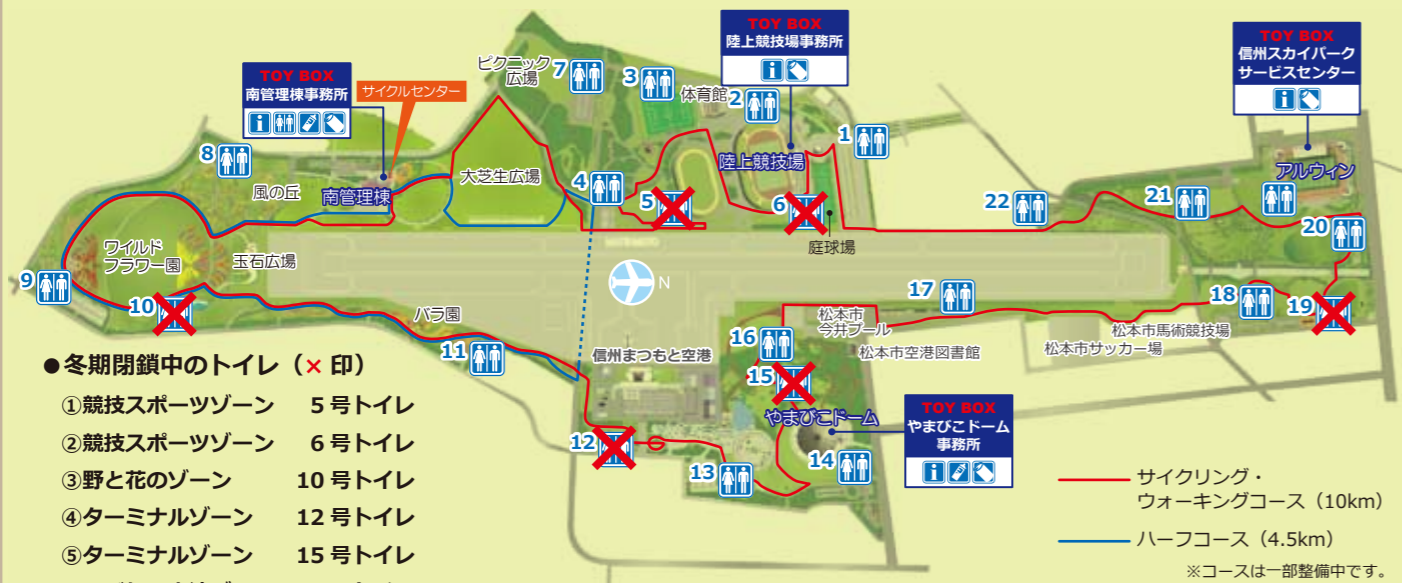 TOY BOX
南管理棟事務所
サイクルセンター
ピクニック
広場
7
3
体育館
2
TOY BOX
陸上競技場事務所
陸上競技場
1
TOY BOX
信州スカイパーク
サービスセンター
アルウィン
8
風の丘
南管理棟
大芝生広場
4
5
6
庭球場
22
21
20
ワイルド
フラワー園
玉石広場
9
10
バラ園
11
N
信州まつもと空港
16
15
松本市
今井プール
17
松本市空港図書館
松本市サッカー場
松本市馬術競技場
18
19
やまびこドーム
12
13
14
TOY BOX
やまびこドーム
事務所
●冬期閉鎖中のトイレ（× 印）
①競技スポーツゾーン 5 号トイレ
②競技スポーツゾーン 6 号トイレ
③野と花のゾーン 10 号トイレ
④ターミナルゾーン 12 号トイレ
⑤ターミナルゾーン 15 号トイレ
サイクリング・
ウォーキングコース（10km）
ハーフコース（4.5km）
※コースは一部整備中です。